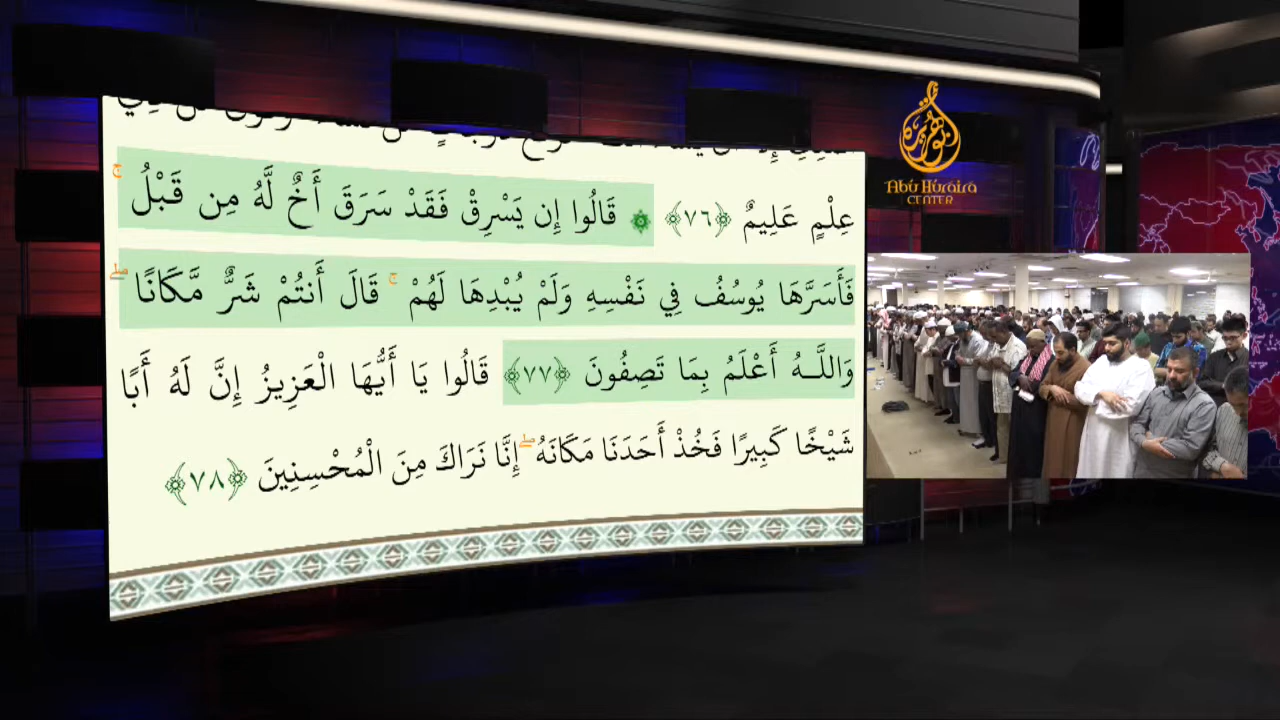 عِلْمٍ عَلِيمٌ ﴿٧٦﴾ ۞ قَالُوا إِن يَسْرِقْ فَقَدْ سَرَقَ أَخٌ لَّهُ مِن قَبْلُ ۚ
فَأَسَرَّهَا يُوسُفُ فِي نَفْسِهِ وَلَمْ يُبْدِهَا لَهُمْ ۚ قَالَ أَنتُمْ شَرٌّ مَّكَانًا ۖ
وَاللَّـهُ أَعْلَمُ بِمَا تَصِفُونَ ﴿٧٧﴾ قَالُوا يَا أَيُّهَا الْعَزِيزُ إِنَّ لَهُ أَبًا
شَيْخًا كَبِيرًا فَخُذْ أَحَدَنَا مَكَانَهُ ۖ إِنَّا نَرَاكَ مِنَ الْمُحْسِنِينَ ﴿٧٨﴾
Abu Huraira
CENTER